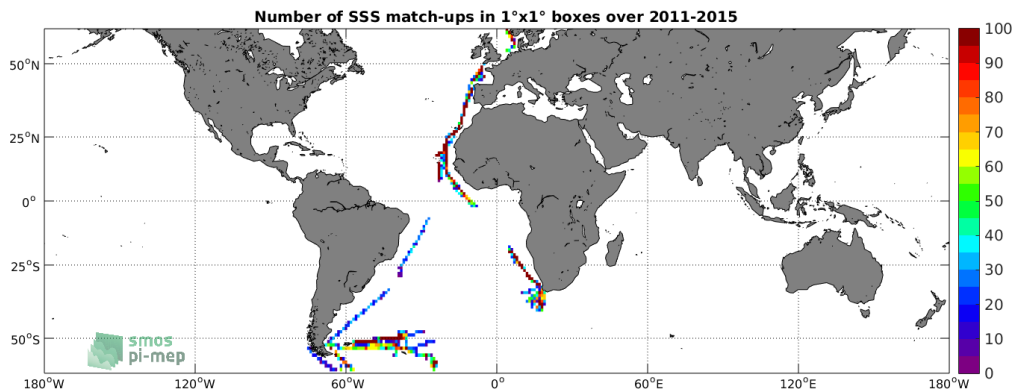 Number of SSS match-ups in 1°x1° boxes over 2011-2015
100
90
80
70
60
50
40
30
20
10
0
50°N
25°N
0°
25°S
50°S
180°W
120°W
60°W
0°
60°E
120°E
180°E
smos
pi-mep